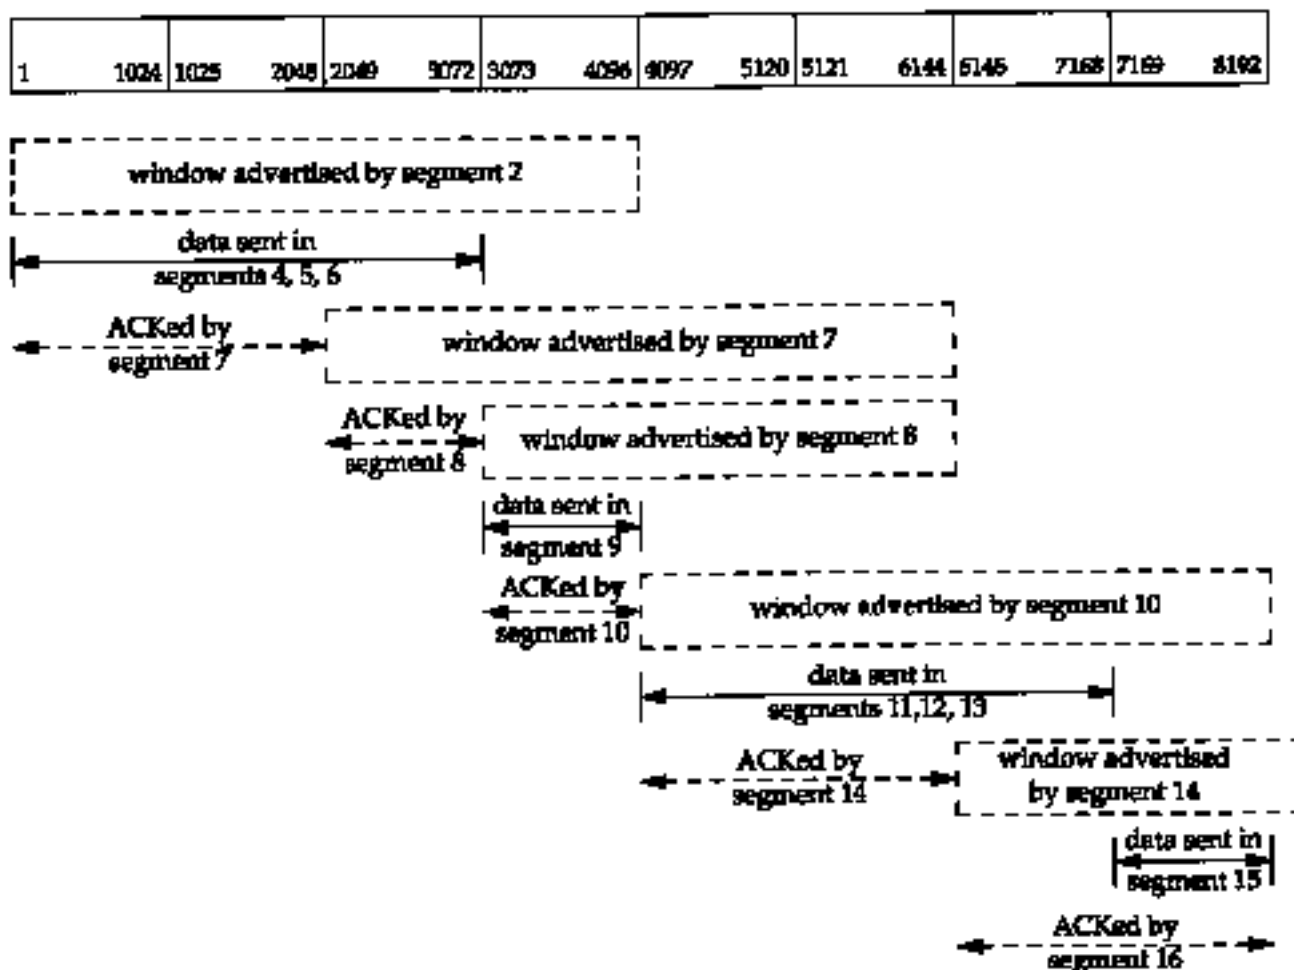 1 1024 1025 2048 2049 3072 3073 4096 4097 5120 5121 6144 6145 7168 7169 8192
window advertised by segment 2
data sent in
segments 4, 5, 6
ACKed by
segment 7
window advertised by segment 7
ACKed by
segment 8
window advertised by segment 8
data sent in
segment 9
ACKed by
segment 10
window advertised by segment 10
data sent in
segments 11,12, 13
ACKed by
segment 14
window advertised
by segment 14
data sent in
segment 15
ACKed by
segment 16